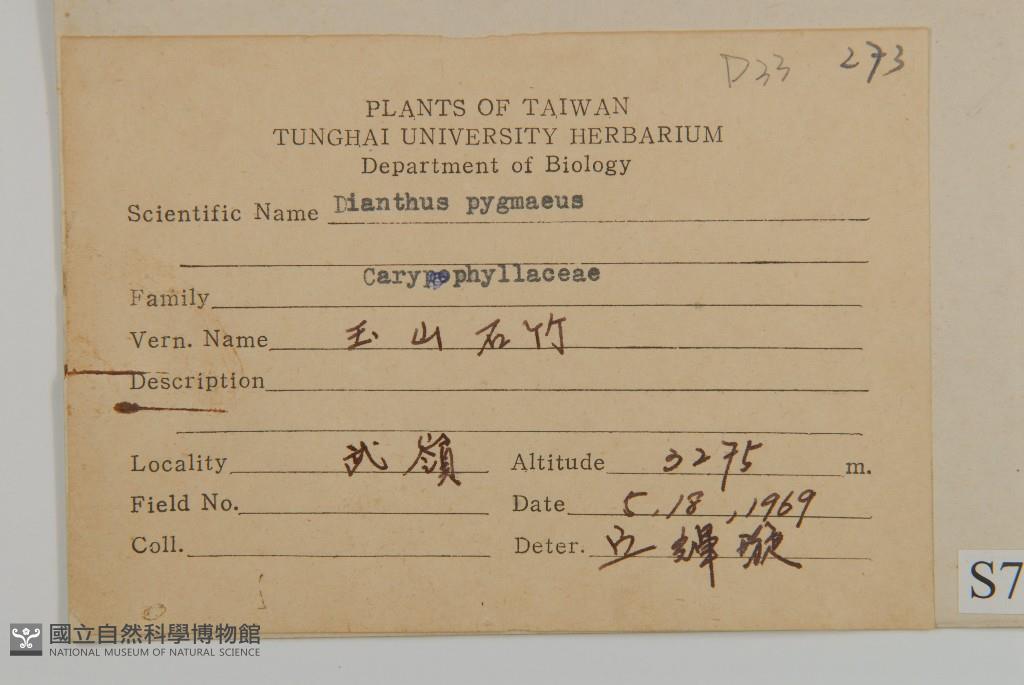 D33 273
PLANTS OF TAIWAN
TUNGHAI UNIVERSITY HERBARIUM
Department of Biology
Scientific Name Dianthus pygmaeus
Caryophyllaceae
Family
Vern. Name 玉山石竹
Description
Locality 武嶺 Altitude 3275 m.
Field No. Date 5, 18, 1969
Coll. Deter.
S7
國立自然科學博物館
NATIONAL MUSEUM OF NATURAL SCIENCE